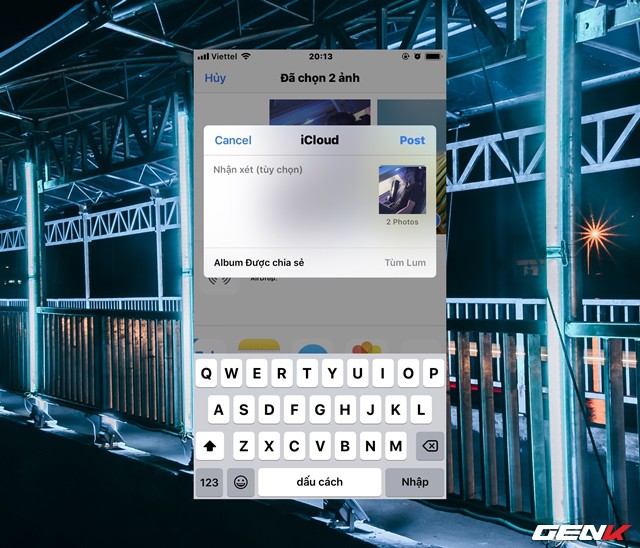 Viettel 20:13
Hủy Đã chọn 2 ảnh
Cancel iCloud Post
Nhận xét (tùy chọn)
2 Photos
Album Được chia sẻ Tùm Lum
AirDrop.
Q W E R T Y U I O P
A S D F G H J K L
Z X C V B N M
123 dấu cách Nhập
GENK